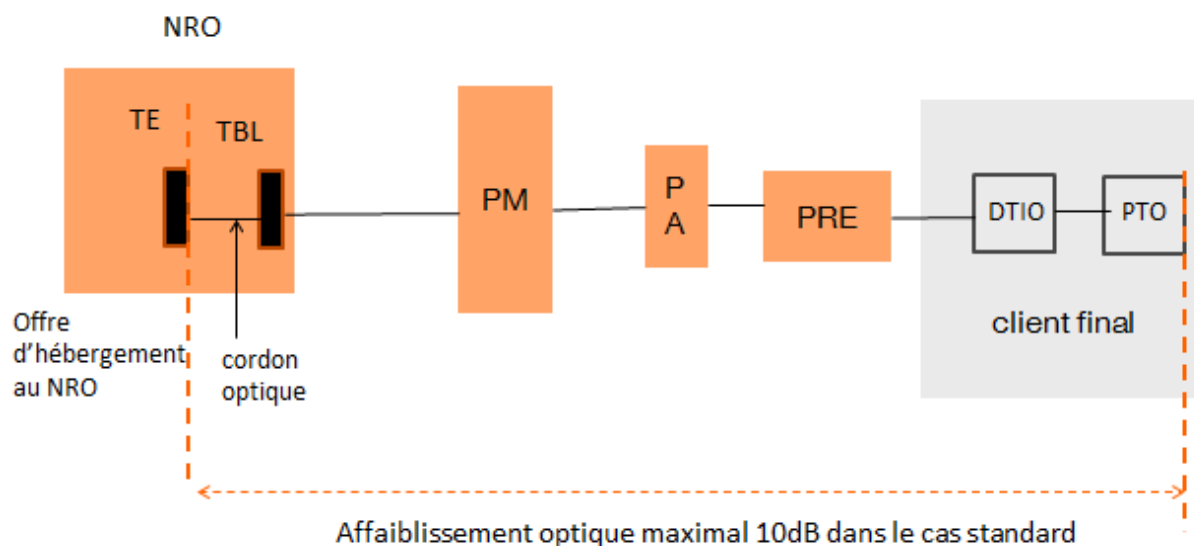 NRO
TE
TBL
PM
P
A
PRE
DTIO
PTO
client final
Offre
d'hébergement
au NRO
cordon
optique
Affaiblissement optique maximal 10dB dans le cas standard